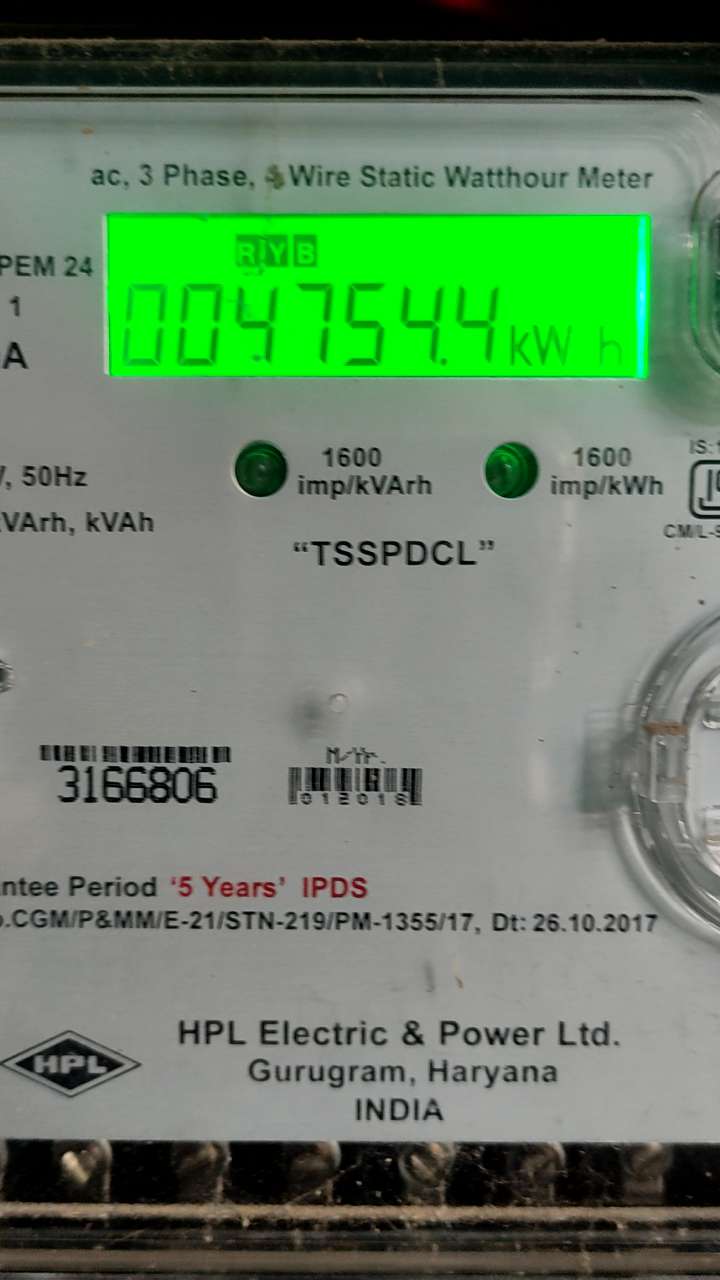 ac, 3 Phase, 4 Wire Static Watthour Meter
R Y B
PEM 24
1
A
004754.4 kWh
, 50Hz
VArh, kVAh
1600
imp/kVArh
1600
imp/kWh
IS:
CM/L-
“TSSPDCL”
M/Yr.
3166806
012018
ntee Period ‘5 Years’ IPDS
.CGM/P&MM/E-21/STN-219/PM-1355/17, Dt: 26.10.2017
HPL
HPL Electric & Power Ltd.
Gurugram, Haryana
INDIA